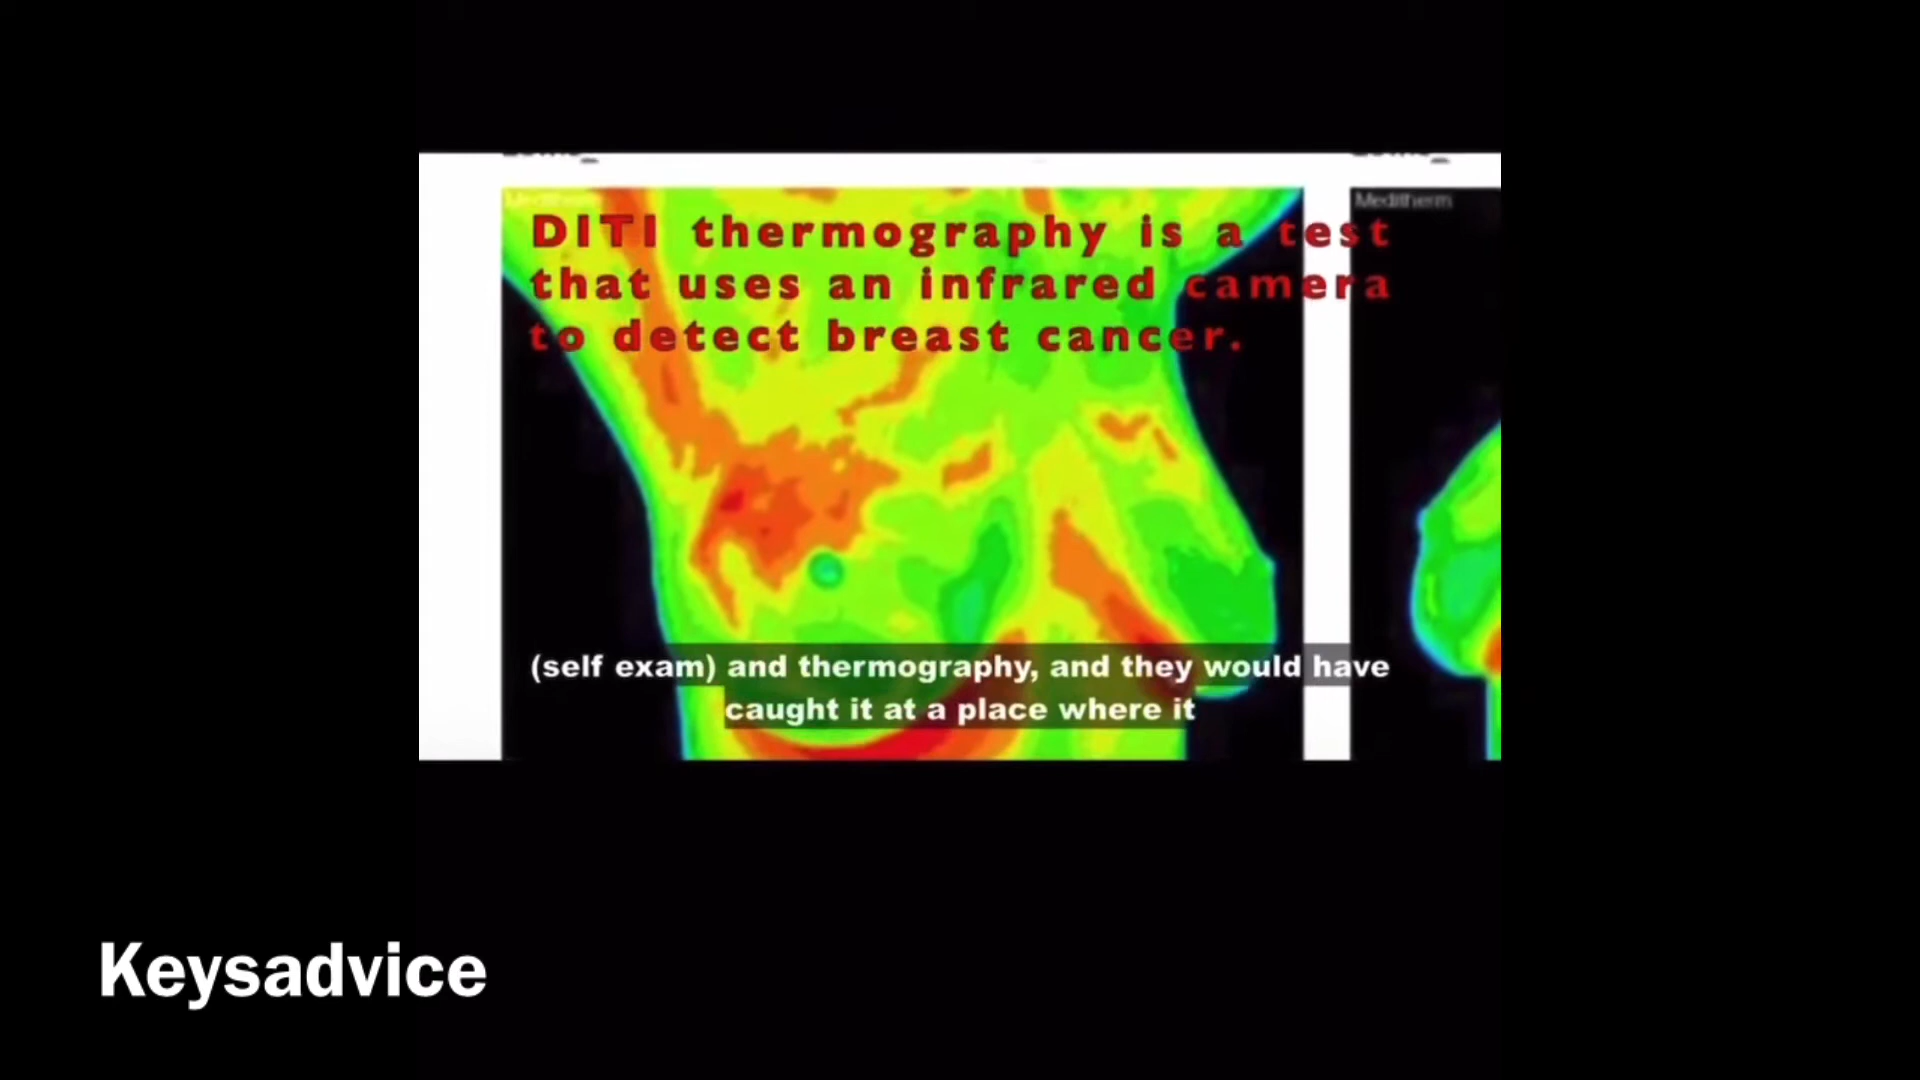 Meditherm
DITI thermography is a test
that uses an infrared camera
to detect breast cancer.
(self exam) and thermography, and they would have
caught it at a place where it
Keysadvice